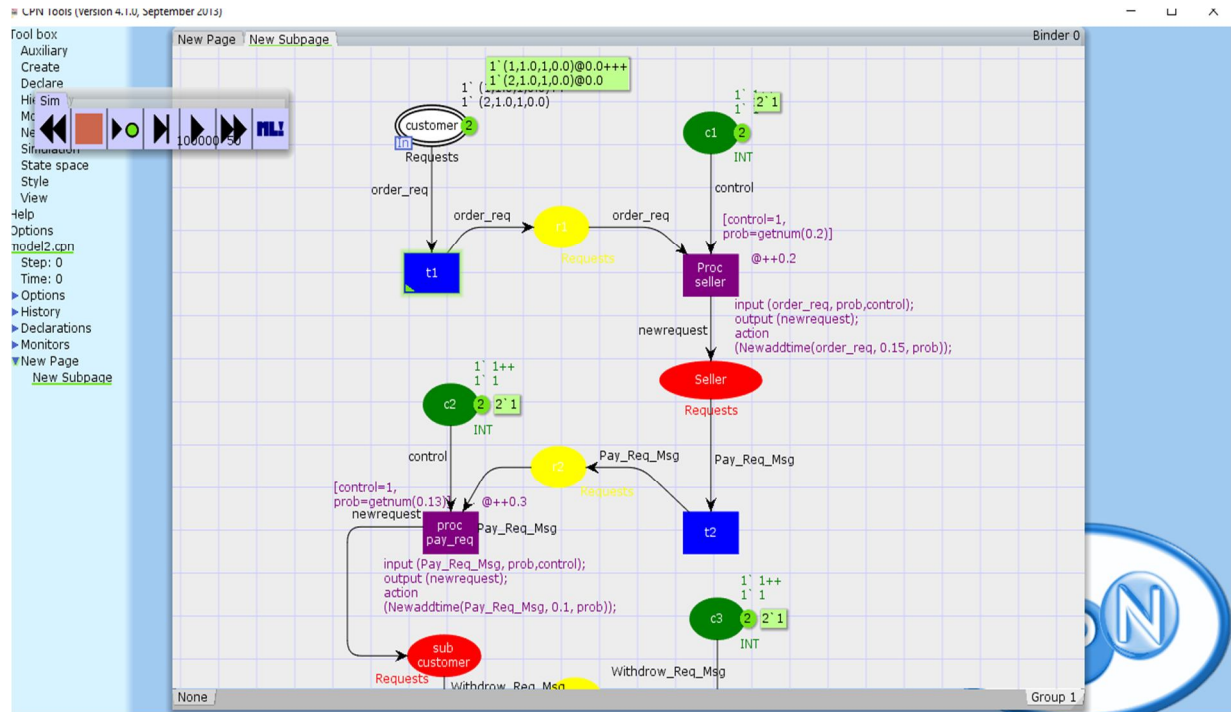 CPN Tools (Version 4.1.0, September 2013)
Tool box
Auxiliary
Create
Declare
Sim
100000 50
ML!
Simulation
State space
Style
View
Help
Options
model2.cpn
Step: 0
Time: 0
Options
History
Declarations
Monitors
New Page
New Subpage
New Page
New Subpage
Binder 0
1`(1,1.0,1,0.0)@0.0+++
1`(2,1.0,1,0.0)@0.0
1` (2,1.0,1,0.0)
customer
2
In
Requests
order_req
t1
order_req
r1
Requests
order_req
2`1
c1
2
INT
control
[control=1,
prob=getnum(0.2)]
@++0.2
Proc
seller
input (order_req, prob,control);
output (newrequest);
action
(Newaddtime(order_req, 0.15, prob));
newrequest
Seller
Requests
1` 1++
1` 1
c2
2
2`1
INT
control
r2
Requests
Pay_Req_Msg
Pay_Req_Msg
[control=1,
prob=getnum(0.13)]
@++0.3
newrequest
proc
pay_req
Pay_Req_Msg
t2
input (Pay_Req_Msg, prob,control);
output (newrequest);
action
(Newaddtime(Pay_Req_Msg, 0.1, prob));
1` 1++
1` 1
c3
2
2`1
INT
sub
customer
Requests
Withdrow_Req_Msg
Withdrow_Req_Msg
None
Group 1
N